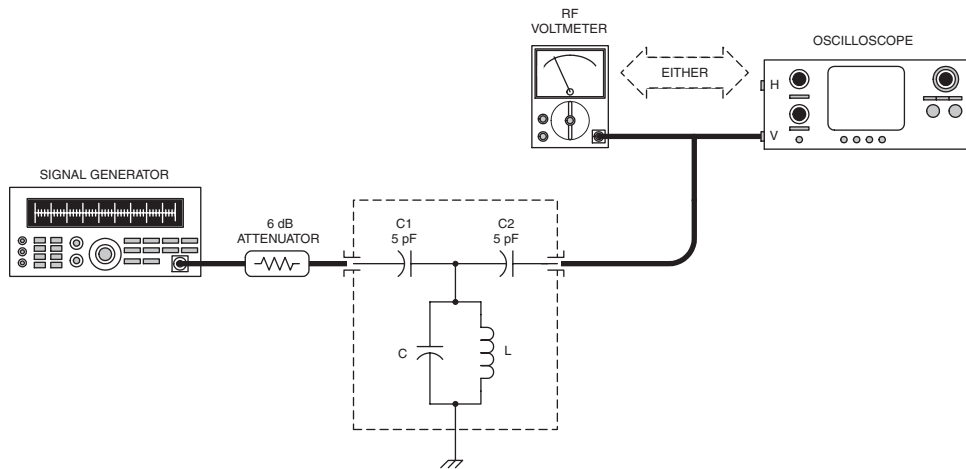 RF
VOLTMETER
OSCILLOSCOPE
EITHER
H
V
SIGNAL GENERATOR
6 dB
ATTENUATOR
C1
5 pF
C2
5 pF
C
L